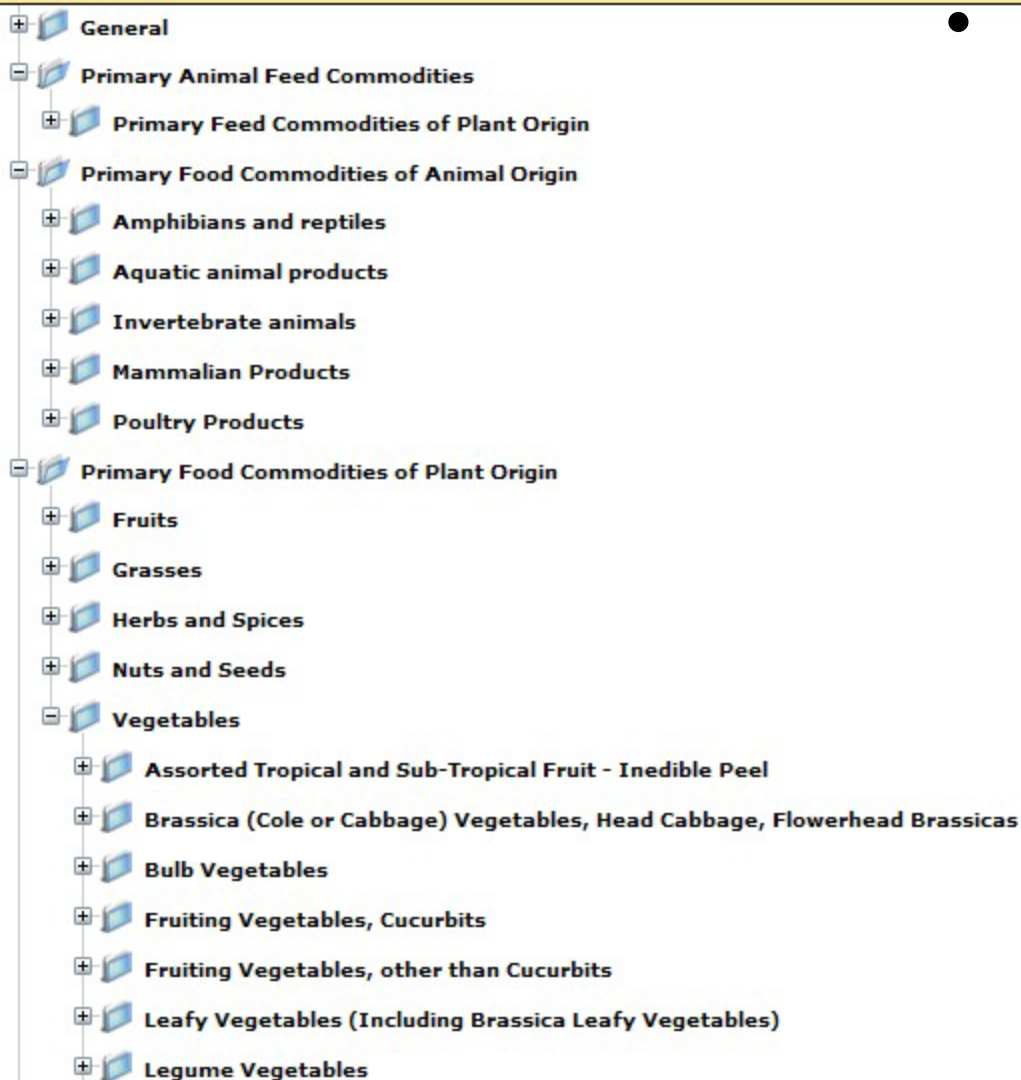 General
Primary Animal Feed Commodities
Primary Feed Commodities of Plant Origin
Primary Food Commodities of Animal Origin
Amphibians and reptiles
Aquatic animal products
Invertebrate animals
Mammalian Products
Poultry Products
Primary Food Commodities of Plant Origin
Fruits
Grasses
Herbs and Spices
Nuts and Seeds
Vegetables
Assorted Tropical and Sub-Tropical Fruit - Inedible Peel
Brassica (Cole or Cabbage) Vegetables, Head Cabbage, Flowerhead Brassicas
Bulb Vegetables
Fruiting Vegetables, Cucurbits
Fruiting Vegetables, other than Cucurbits
Leafy Vegetables (Including Brassica Leafy Vegetables)
Legume Vegetables